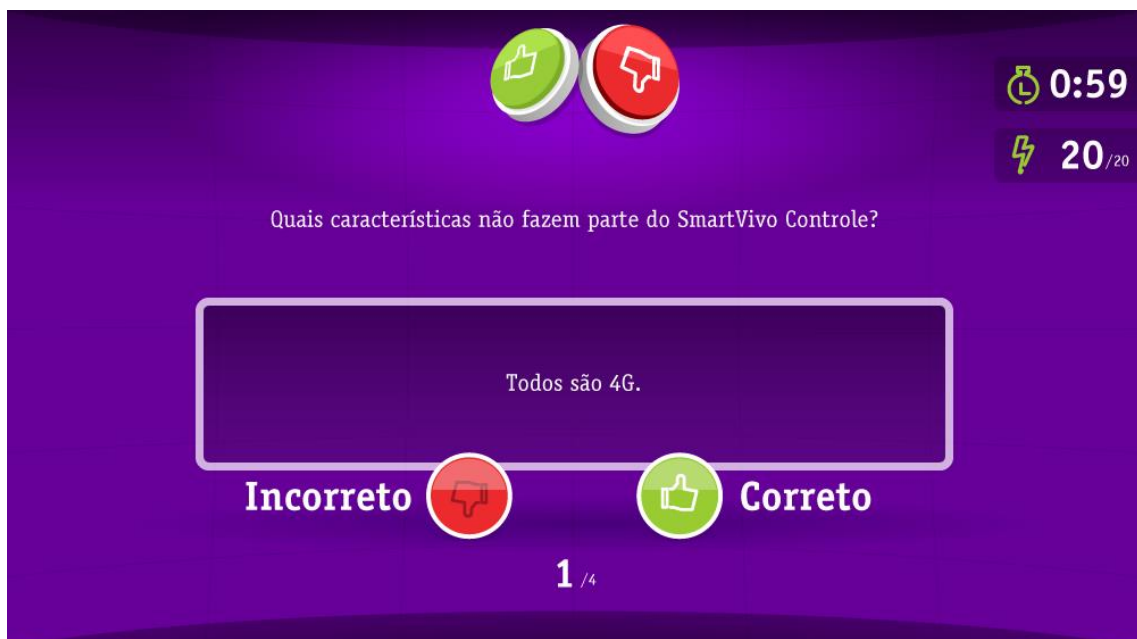 0:59
20/20
Quais características não fazem parte do SmartVivo Controle?
Todos são 4G.
Incorreto
Correto
1/4